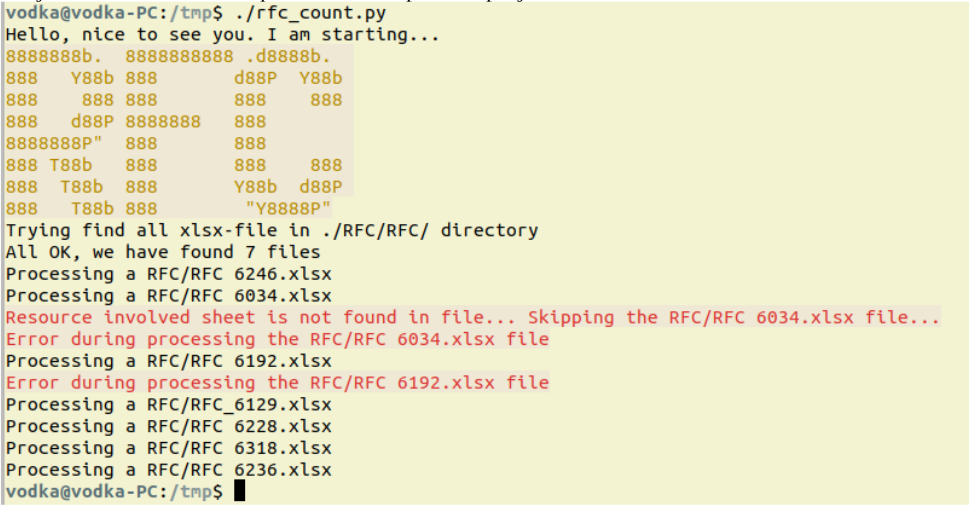 vodka@vodka-PC:/tmp$ ./rfc_count.py
Hello, nice to see you. I am starting...
8888888b.  8888888888 .d8888b.
888   Y88b 888       d88P  Y88b
888    888 888       888    888
888   d88P 8888888   888
8888888P"  888       888
888 T88b   888       888    888
888  T88b  888       Y88b  d88P
888   T88b 888        "Y8888P"
Trying find all xlsx-file in ./RFC/RFC/ directory
All OK, we have found 7 files
Processing a RFC/RFC 6246.xlsx
Processing a RFC/RFC 6034.xlsx
Resource involved sheet is not found in file... Skipping the RFC/RFC 6034.xlsx file...
Error during processing the RFC/RFC 6034.xlsx file
Processing a RFC/RFC 6192.xlsx
Error during processing the RFC/RFC 6192.xlsx file
Processing a RFC/RFC_6129.xlsx
Processing a RFC/RFC 6228.xlsx
Processing a RFC/RFC 6318.xlsx
Processing a RFC/RFC 6236.xlsx
vodka@vodka-PC:/tmp$